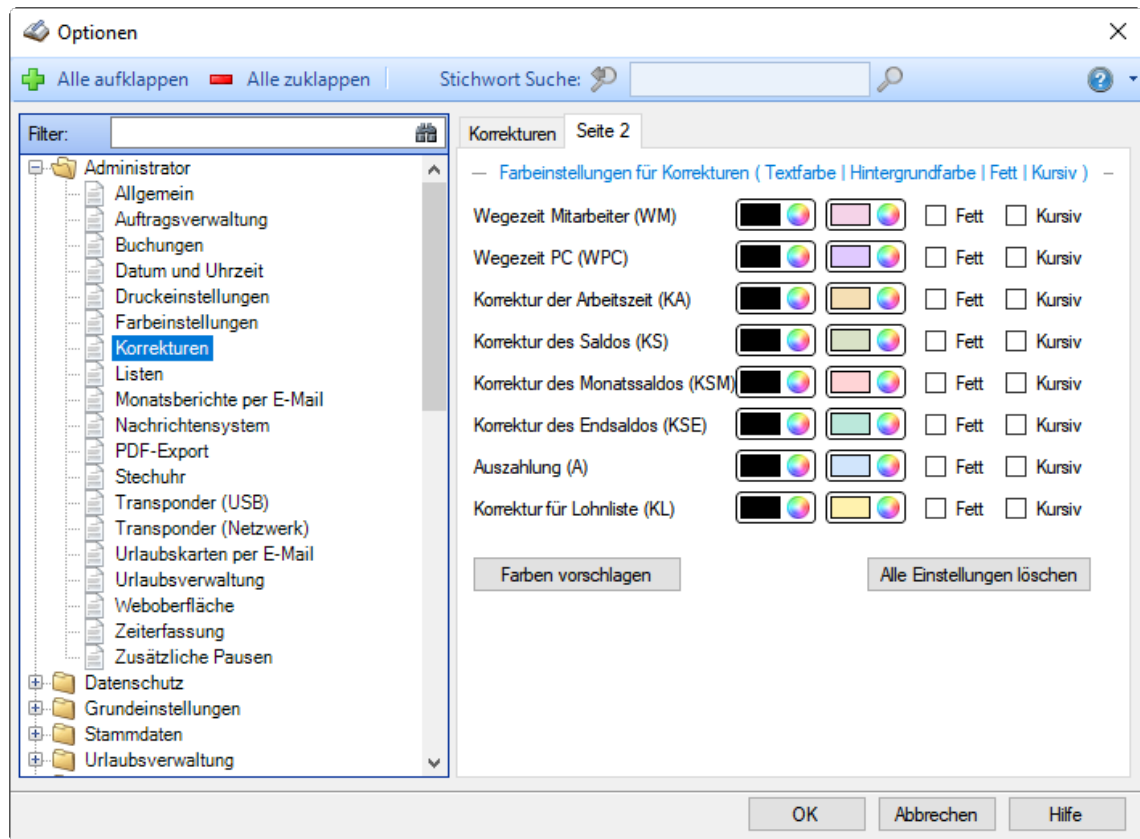 Optionen
Alle aufklappen Alle zuklappen Stichwort Suche:
Filter:
Administrator
Allgemein
Auftragsverwaltung
Buchungen
Datum und Uhrzeit
Druckeinstellungen
Farbeinstellungen
Korrekturen
Listen
Monatsberichte per E-Mail
Nachrichtensystem
PDF-Export
Stechuhr
Transponder (USB)
Transponder (Netzwerk)
Urlaubskarten per E-Mail
Urlaubsverwaltung
Weboberfläche
Zeiterfassung
Zusätzliche Pausen
Datenschutz
Grundeinstellungen
Stammdaten
Urlaubsverwaltung
Korrekturen Seite 2
Farbeinstellungen für Korrekturen ( Textfarbe | Hintergrundfarbe | Fett | Kursiv )
Wegezeit Mitarbeiter (WM) Fett Kursiv
Wegezeit PC (WPC) Fett Kursiv
Korrektur der Arbeitszeit (KA) Fett Kursiv
Korrektur des Saldos (KS) Fett Kursiv
Korrektur des Monatssaldos (KSM) Fett Kursiv
Korrektur des Endsaldos (KSE) Fett Kursiv
Auszahlung (A) Fett Kursiv
Korrektur für Lohnliste (KL) Fett Kursiv
Farben vorschlagen Alle Einstellungen löschen
OK Abbrechen Hilfe